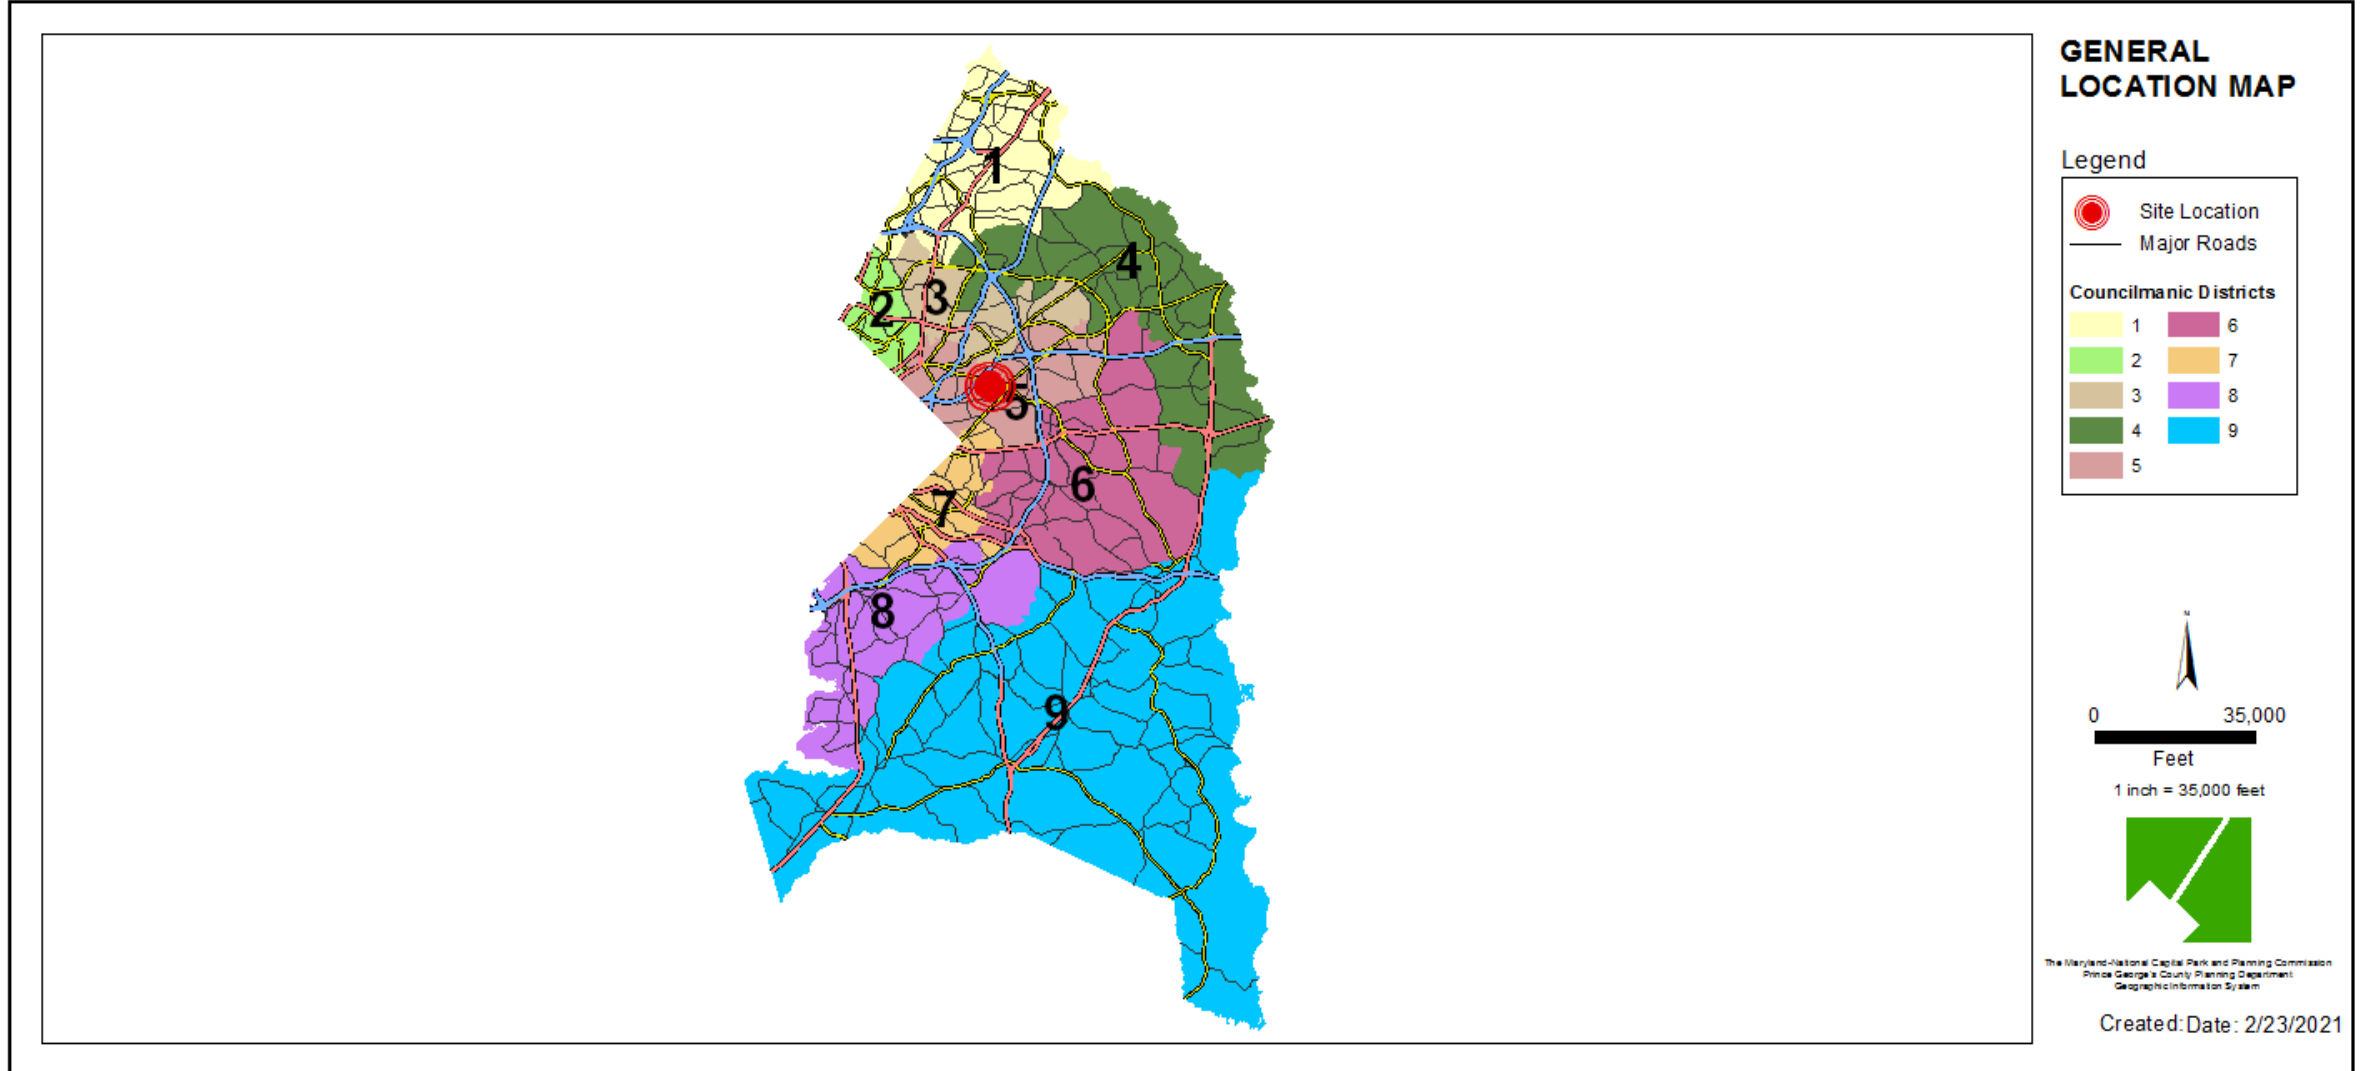 GENERAL
LOCATION MAP
Legend
Site Location
Major Roads
Councilmanic Districts
1 6
2 7
3 8
4 9
5
1
4
3
2
5
6
7
8
9
N
0 35,000
Feet
1 inch = 35,000 feet
The Maryland-National Capital Park and Planning Commission
Prince George's County Planning Department
Geographic Information System
Created: Date: 2/23/2021